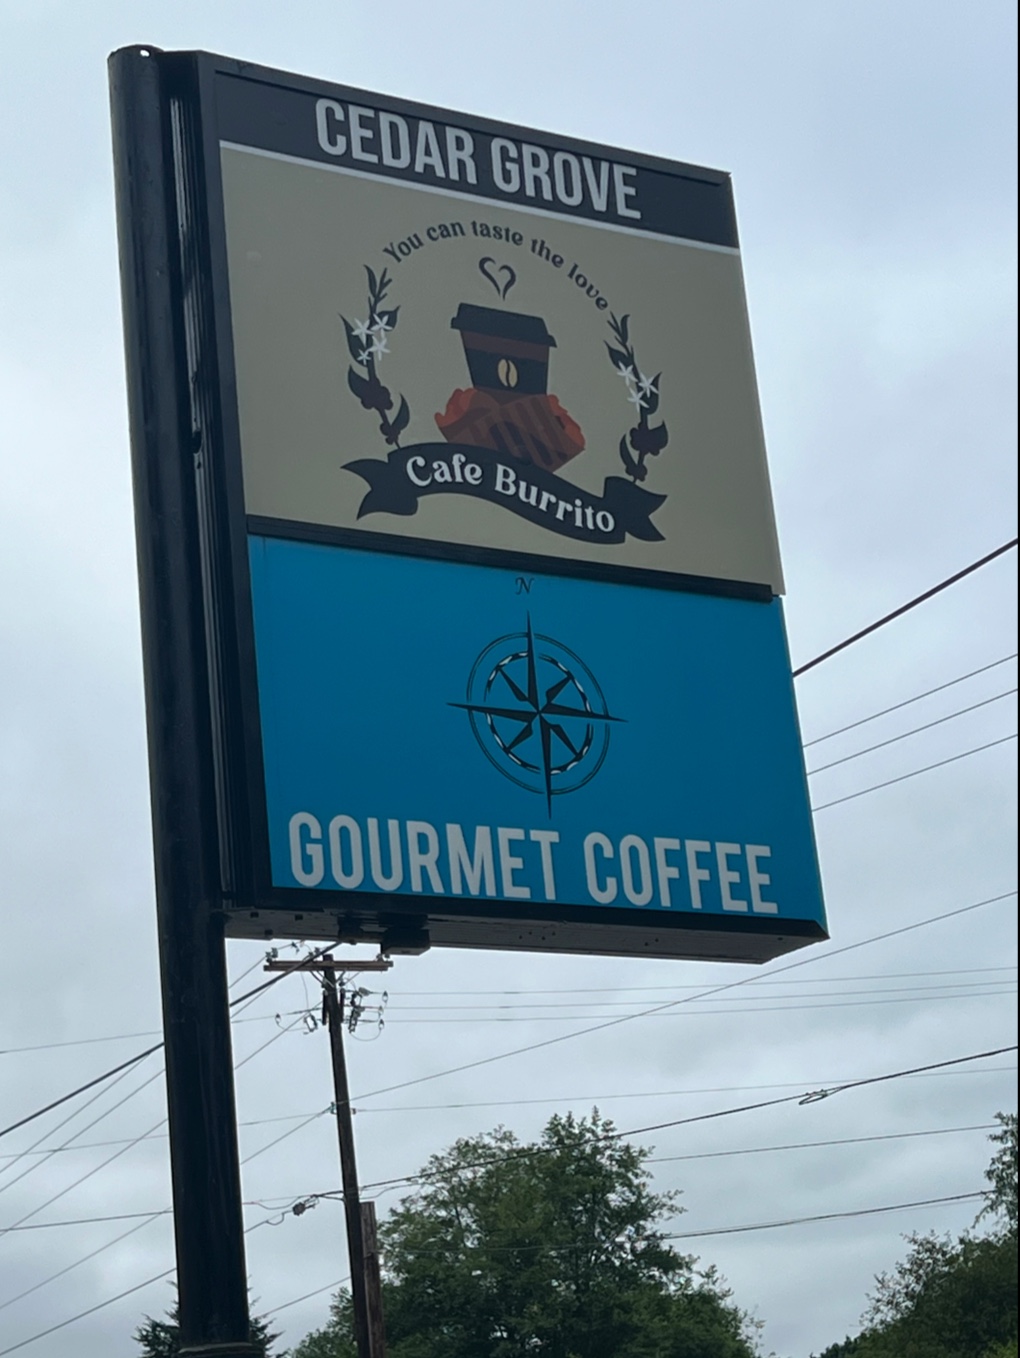 CEDAR GROVE
You can taste the love
Cafe Burrito
N
GOURMET COFFEE